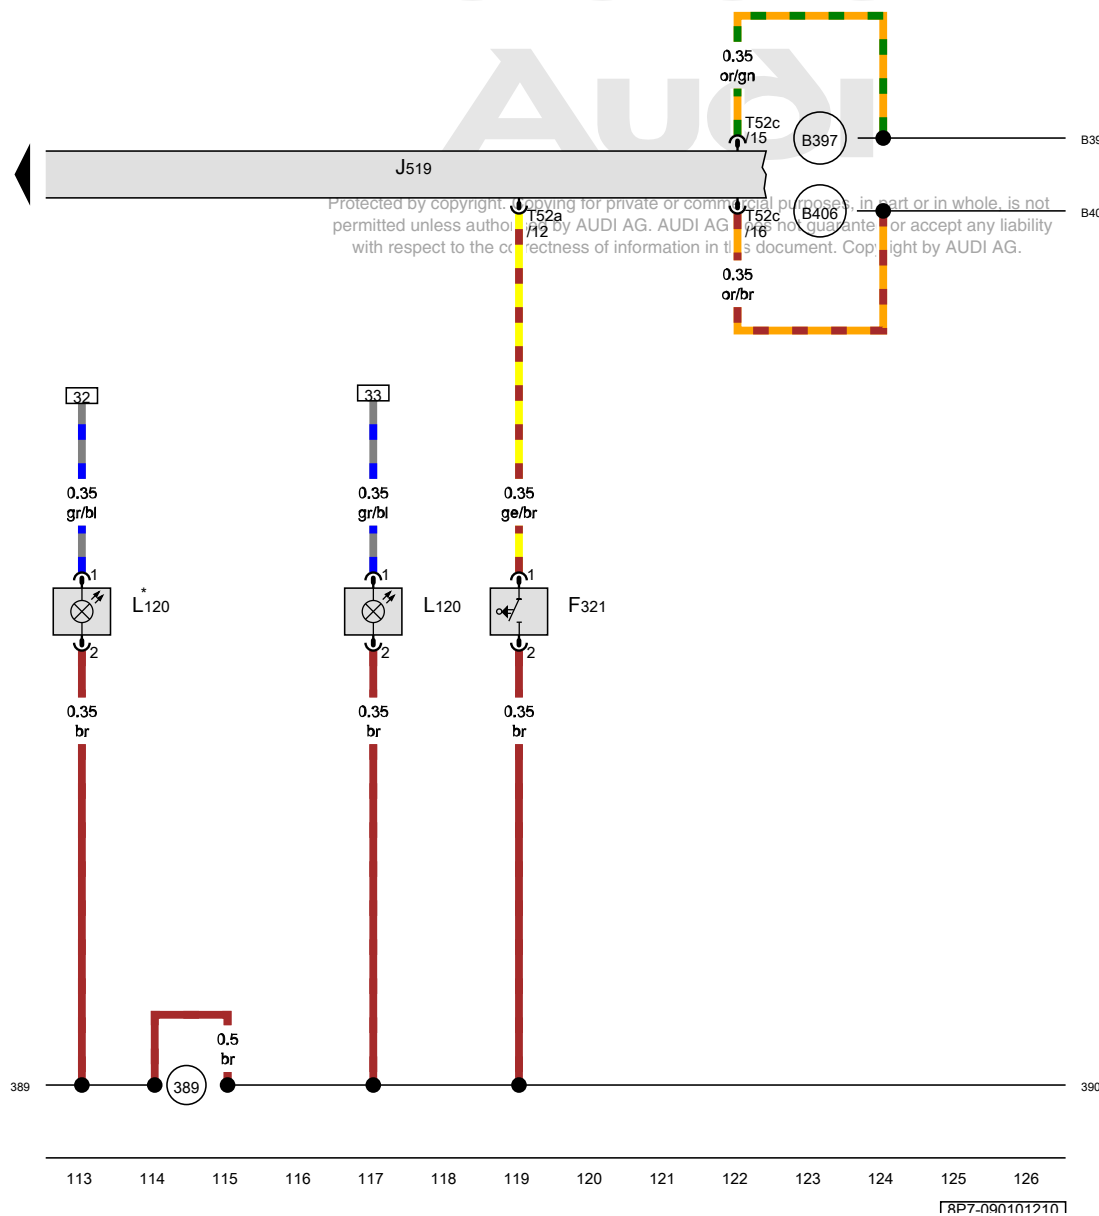 Audi
0.35
or/gn
T52c
/15
B397
B39
J519
Protected by copyright. Copying for private or commercial purposes, in part or in whole, is not
permitted unless authorised by AUDI AG. AUDI AG does not guarantee or accept any liability
with respect to the correctness of information in this document. Copyright by AUDI AG.
T52a
/12
T52c
/16
B406
B40
0.35
or/br
32
33
0.35
gr/bl
0.35
gr/bl
0.35
ge/br
1
1
1
L120*
L120
F321
2
2
2
0.35
br
0.35
br
0.35
br
0.5
br
389
389
390
113 114 115 116 117 118 119 120 121 122 123 124 125 126
8P7-090101210